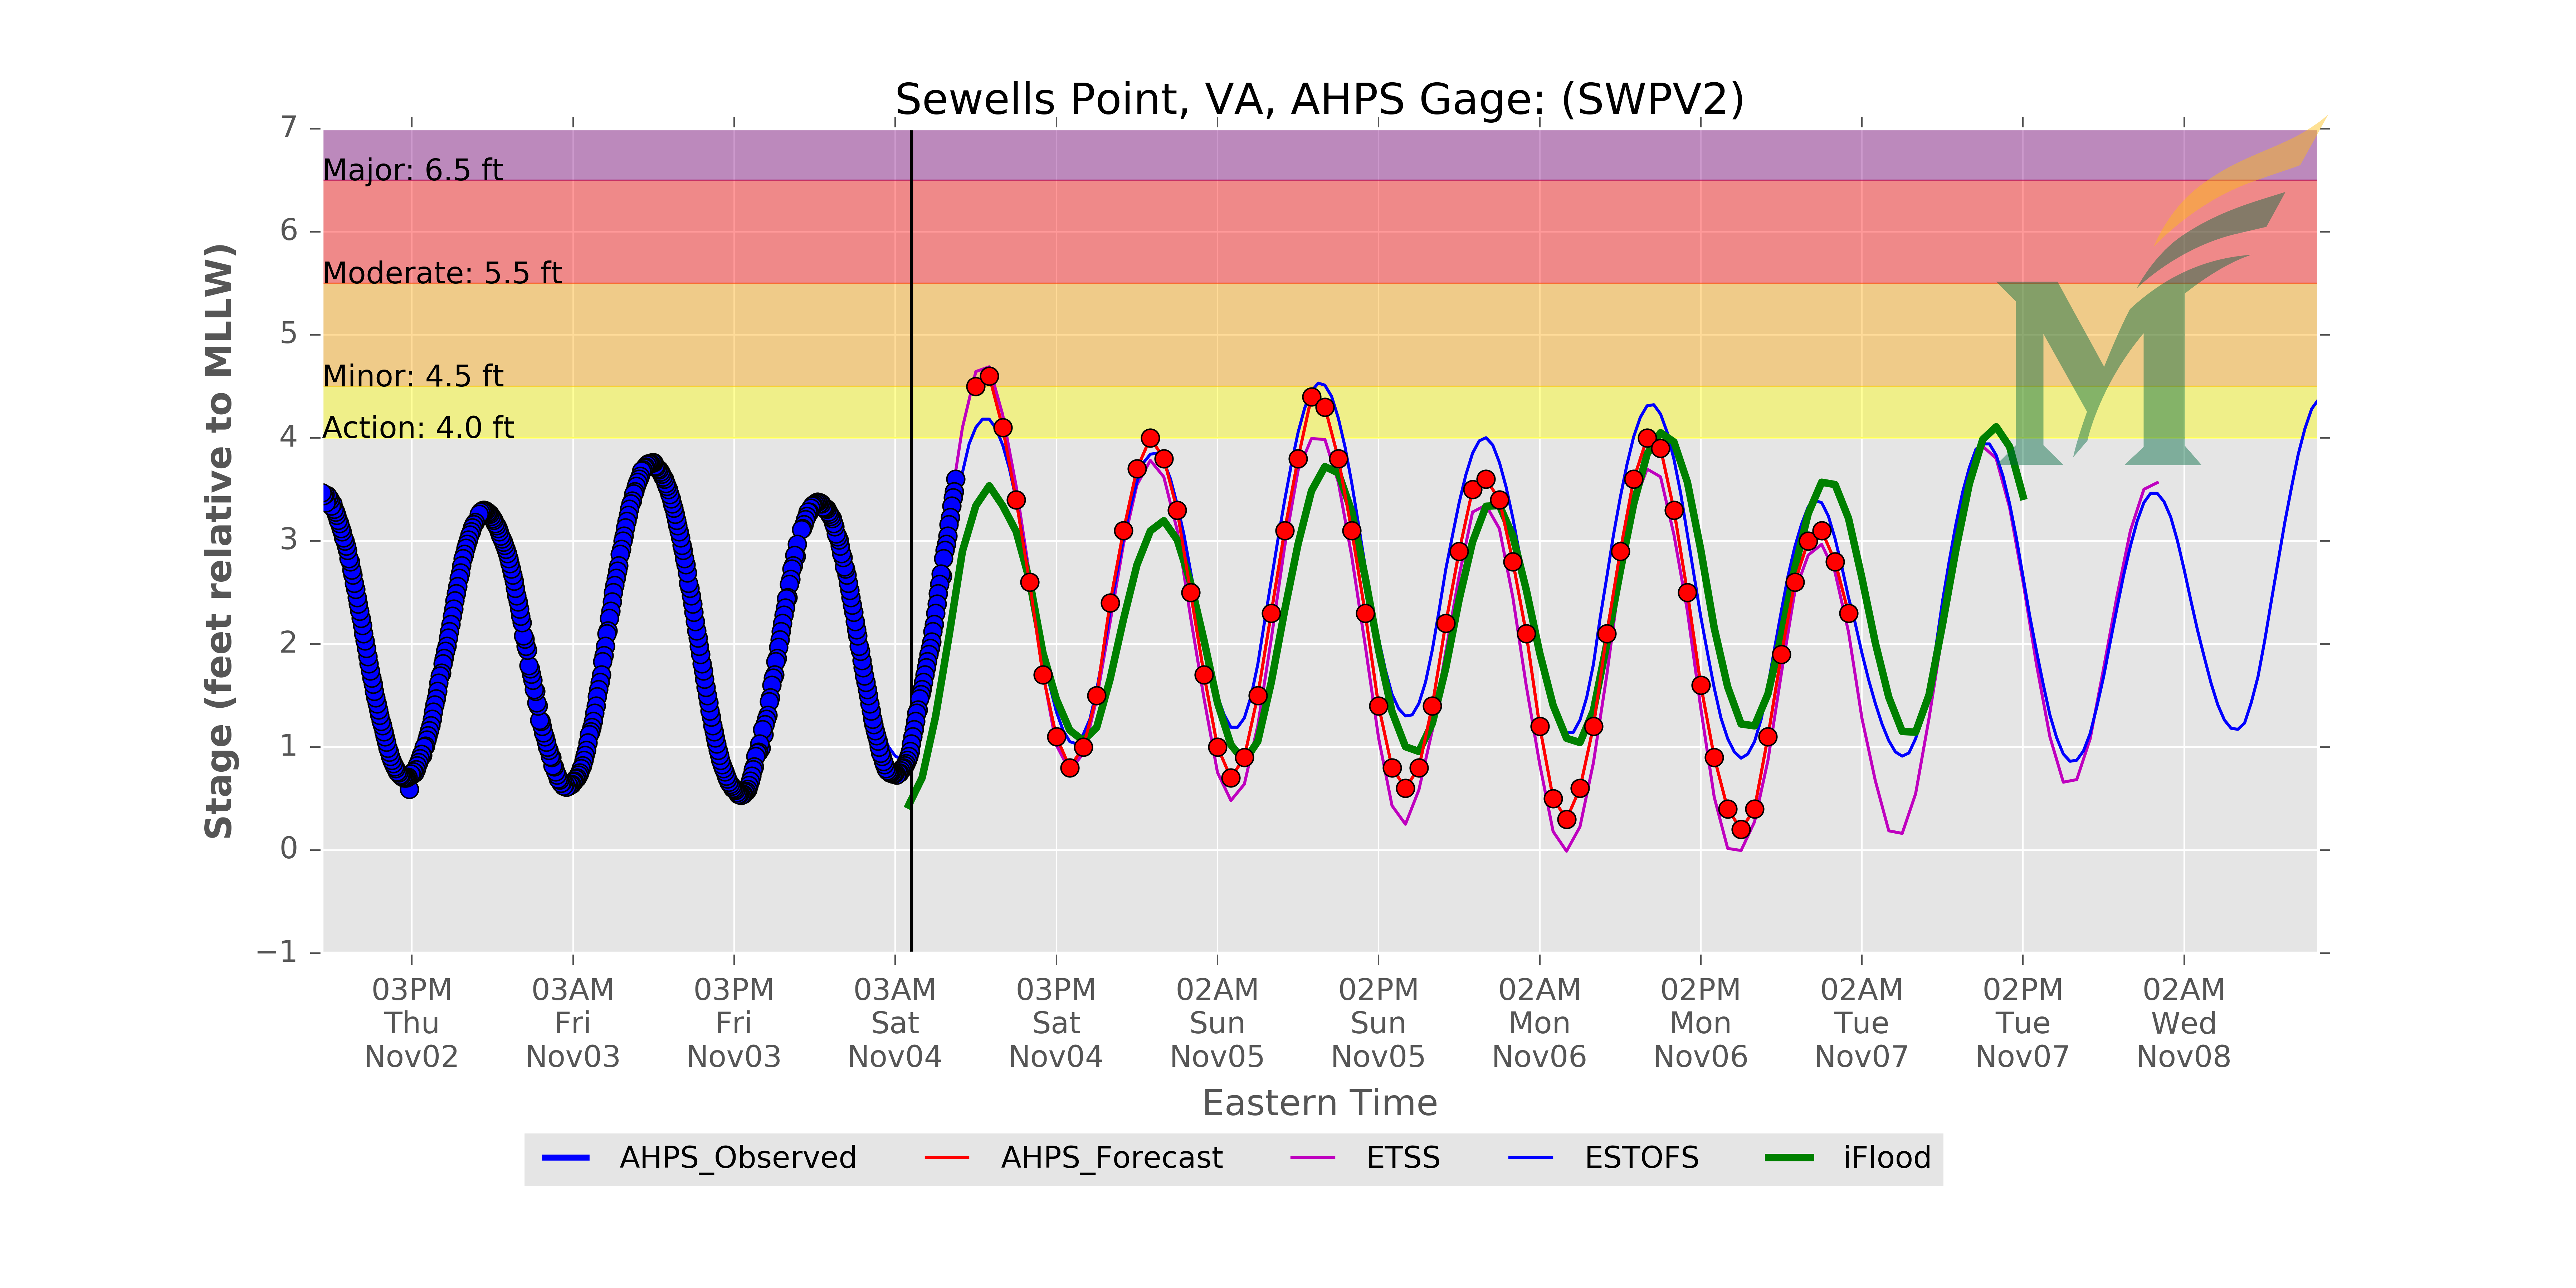 Sewells Point, VA, AHPS Gage: (SWPV2)
Stage (feet relative to MLLW)
7
6
5
4
3
2
1
0
−1
Major: 6.5 ft
Moderate: 5.5 ft
Minor: 4.5 ft
Action: 4.0 ft
M
03PM 03AM 03PM 03AM 03PM 02AM 02PM 02AM 02PM 02AM 02PM 02AM
Thu Fri Fri Sat Sat Sun Sun Mon Mon Tue Tue Wed
Nov02 Nov03 Nov03 Nov04 Nov04 Nov05 Nov05 Nov06 Nov06 Nov07 Nov07 Nov08
Eastern Time
AHPS_Observed AHPS_Forecast ETSS ESTOFS iFlood